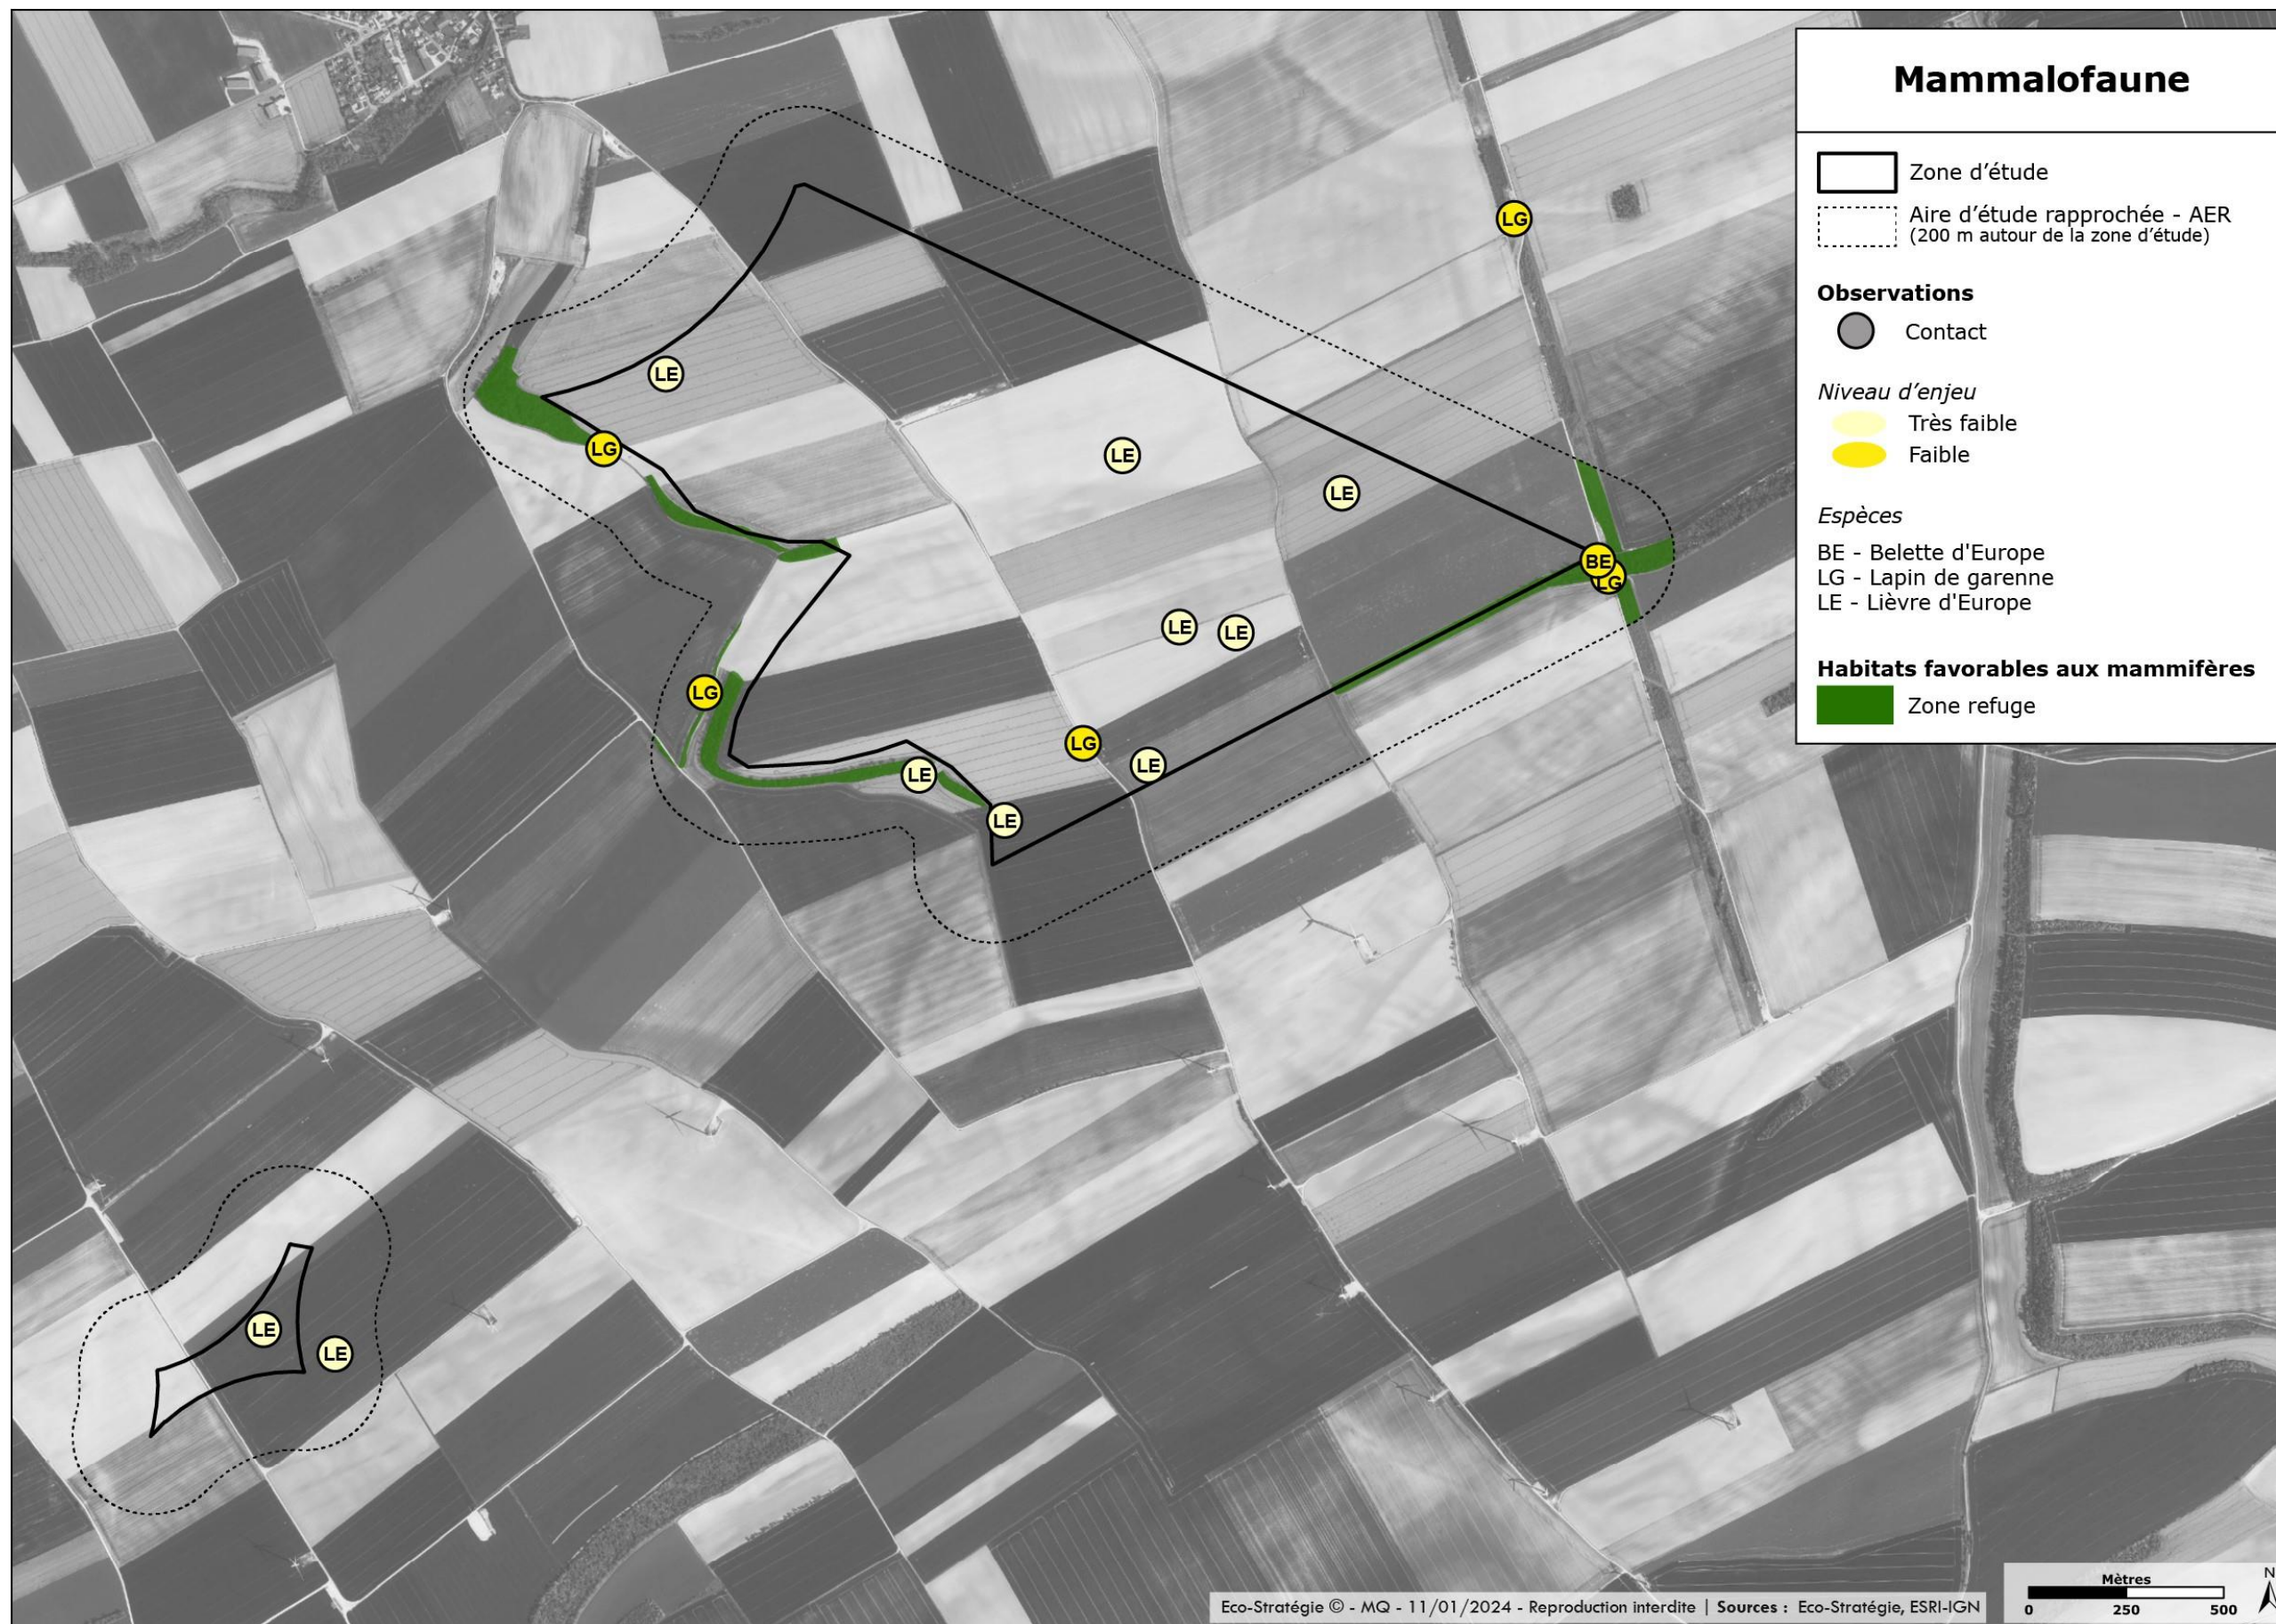 Mammalofaune
Zone d’étude
Aire d’étude rapprochée - AER
(200 m autour de la zone d’étude)
Observations
Contact
Niveau d’enjeu
Très faible
Faible
Espèces
BE - Belette d'Europe
LG - Lapin de garenne
LE - Lièvre d'Europe
Habitats favorables aux mammifères
Zone refuge
LG
LE
LG
LE
LE
BE
LG
LE
LE
LG
LG
LE
LE
LE
LE
LE
Mètres
0 250 500
N
Eco-Stratégie © - MQ - 11/01/2024 - Reproduction interdite | Sources : Eco-Stratégie, ESRI-IGN